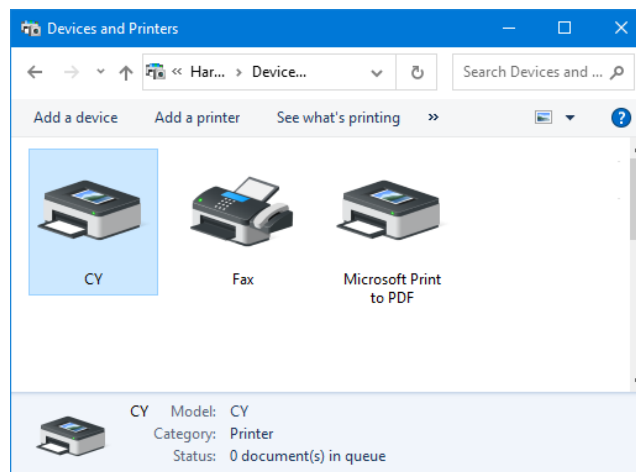 Devices and Printers
« Har... › Device...
Search Devices and ...
Add a device Add a printer See what's printing »
?
CY Fax Microsoft Print
to PDF
CY Model: CY
Category: Printer
Status: 0 document(s) in queue